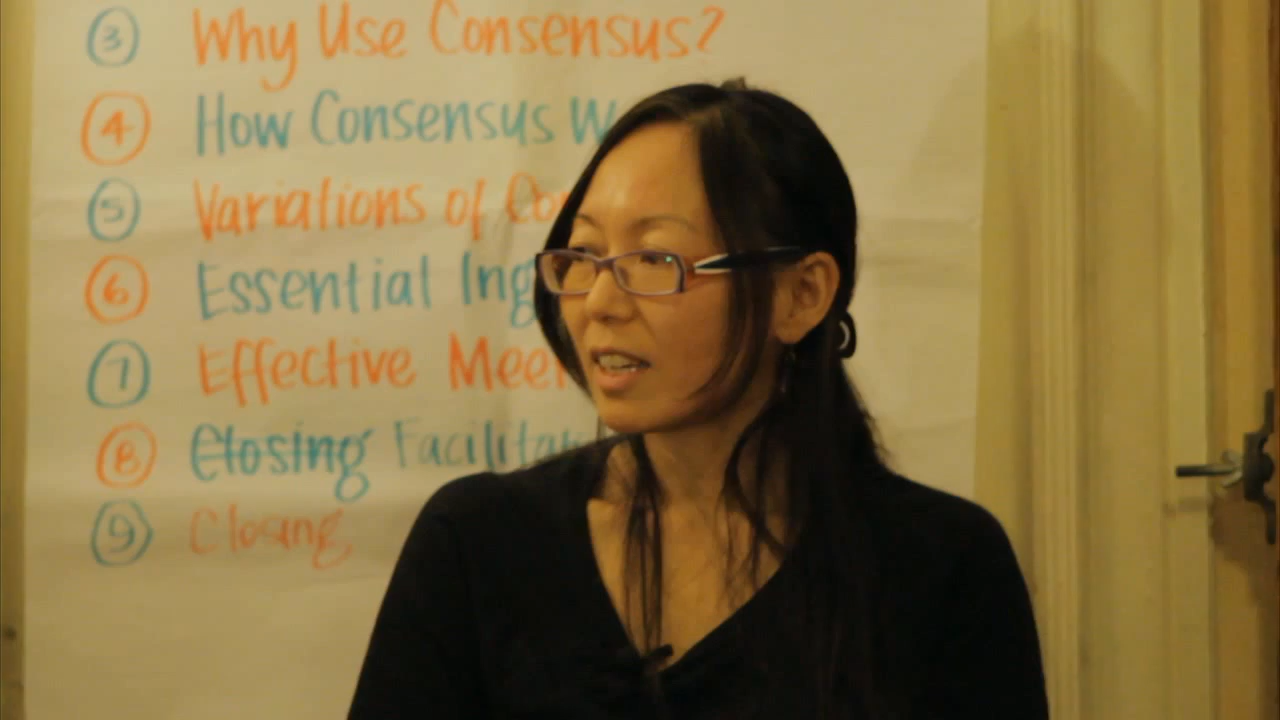 3 Why Use Consensus?
4 How Consensus
5 Variations of
6 Essential
7 Effective
8 Closing
9 Closing